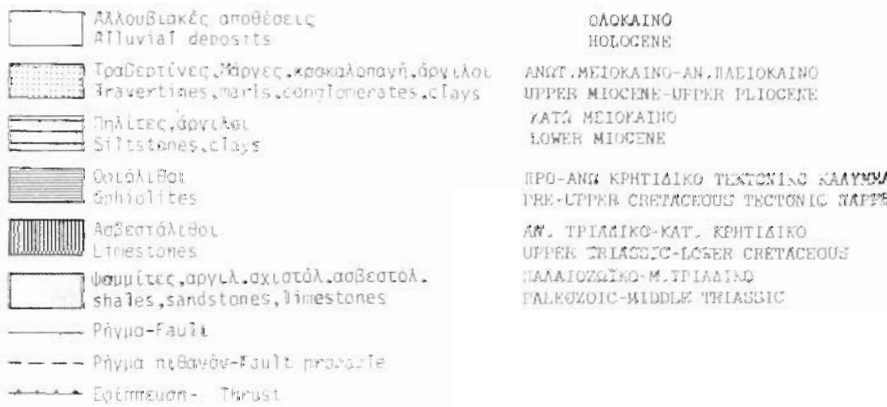 Αλλουβιακές αποθέσεις
Alluvial deposits
ΟΛΟΚΑΙΝΟ
HOLOCENE
Τραβερτίνες,Μάργες,κροκαλοπαγή,άργιλοι
Travertines,marls,conglomerates,clays
ΑΝΩΤ.ΜΕΙΟΚΑΙΝΟ-ΑΝ.ΠΛΕΙΟΚΑΙΝΟ
UPPER MIOCENE-UPPER PLIOCENE
Πηλίτες,άργιλοι
Siltstones,clays
ΚΑΤΩ ΜΕΙΟΚΑΙΝΟ
LOWER MIOCENE
Οφιόλιθοι
Ophiolites
ΠΡΟ-ΑΝΩ ΚΡΗΤΙΔΙΚΟ ΤΕΚΤΟΝΙΚΟ ΚΑΛΥΜΜΑ
PRE-UPPER CRETACEOUS TECTONIC NAPPE
Ασβεστόλιθοι
Limestones
ΑΝ. ΤΡΙΑΔΙΚΟ-ΚΑΤ. ΚΡΗΤΙΔΙΚΟ
UPPER TRIASSIC-LOWER CRETACEOUS
Ψαμμίτες,αργιλ.σχιστόλ.ασβεστολ.
shales,sandstones,limestones
ΠΑΛΑΙΟΖΩΪΚΟ-Μ.ΤΡΙΑΔΙΚΟ
PALEOZOIC-MIDDLE TRIASSIC
Ρήγμα-Fault
Ρήγμα πιθανόν-Fault probable
Εφίππευση- Thrust